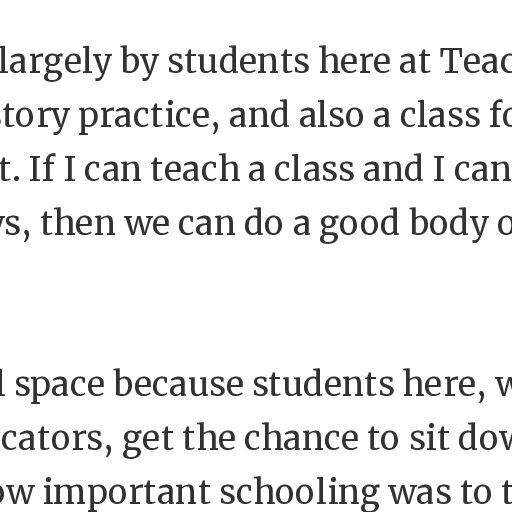 largely by students here at Teac
tory practice, and also a class fo
t. If I can teach a class and I can
s, then we can do a good body o
l space because students here, w
cators, get the chance to sit dow
ow important schooling was to t